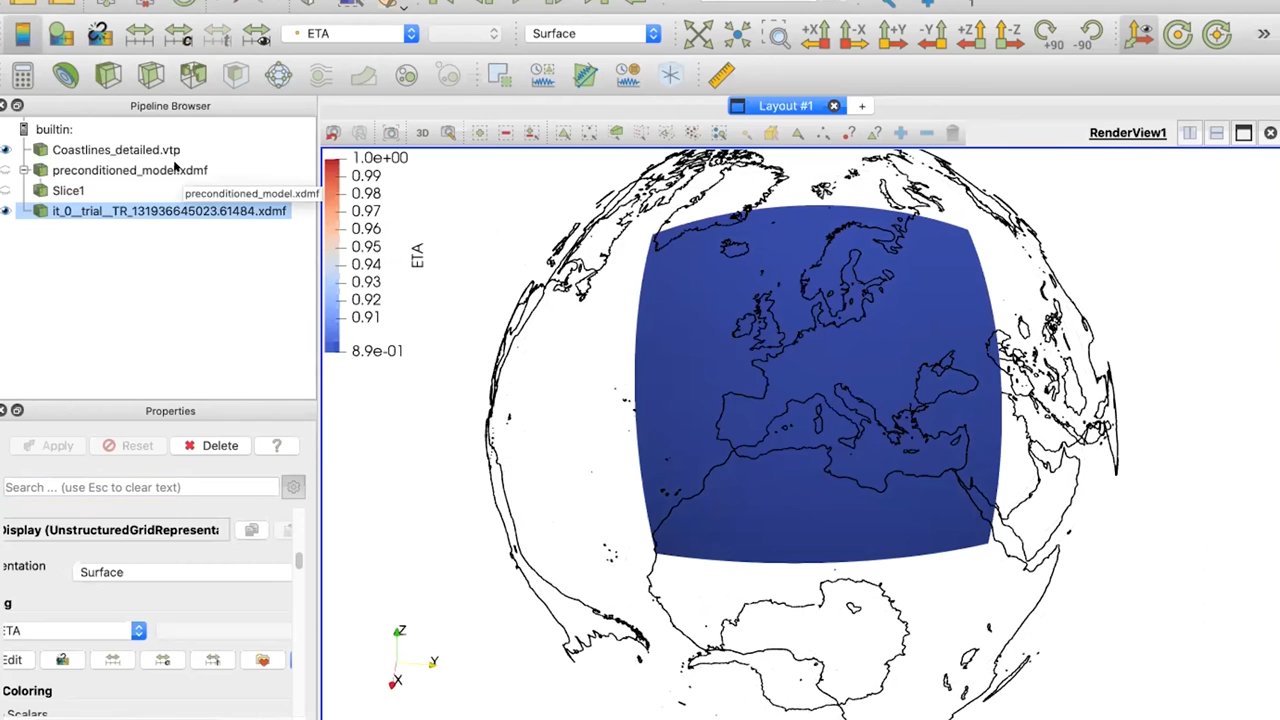 ETA
Surface
+X
-X
+Y
-Y
+Z
-Z
+90
-90
»
Pipeline Browser
Layout #1
+
builtin:
Coastlines_detailed.vtp
preconditioned_model.xdmf
Slice1
preconditioned_model.xdmf
it_0__trial__TR_131936645023.61484.xdmf
3D
RenderView1
1.0e+00
0.99
0.98
0.97
0.96
0.95
0.94
0.93
0.92
0.91
8.9e-01
ETA
Properties
Apply
Reset
Delete
?
Search ... (use Esc to clear text)
Display (UnstructuredGridRepresenta
entation
Surface
g
ETA
Edit
Coloring
Scalars
Z
Y
X